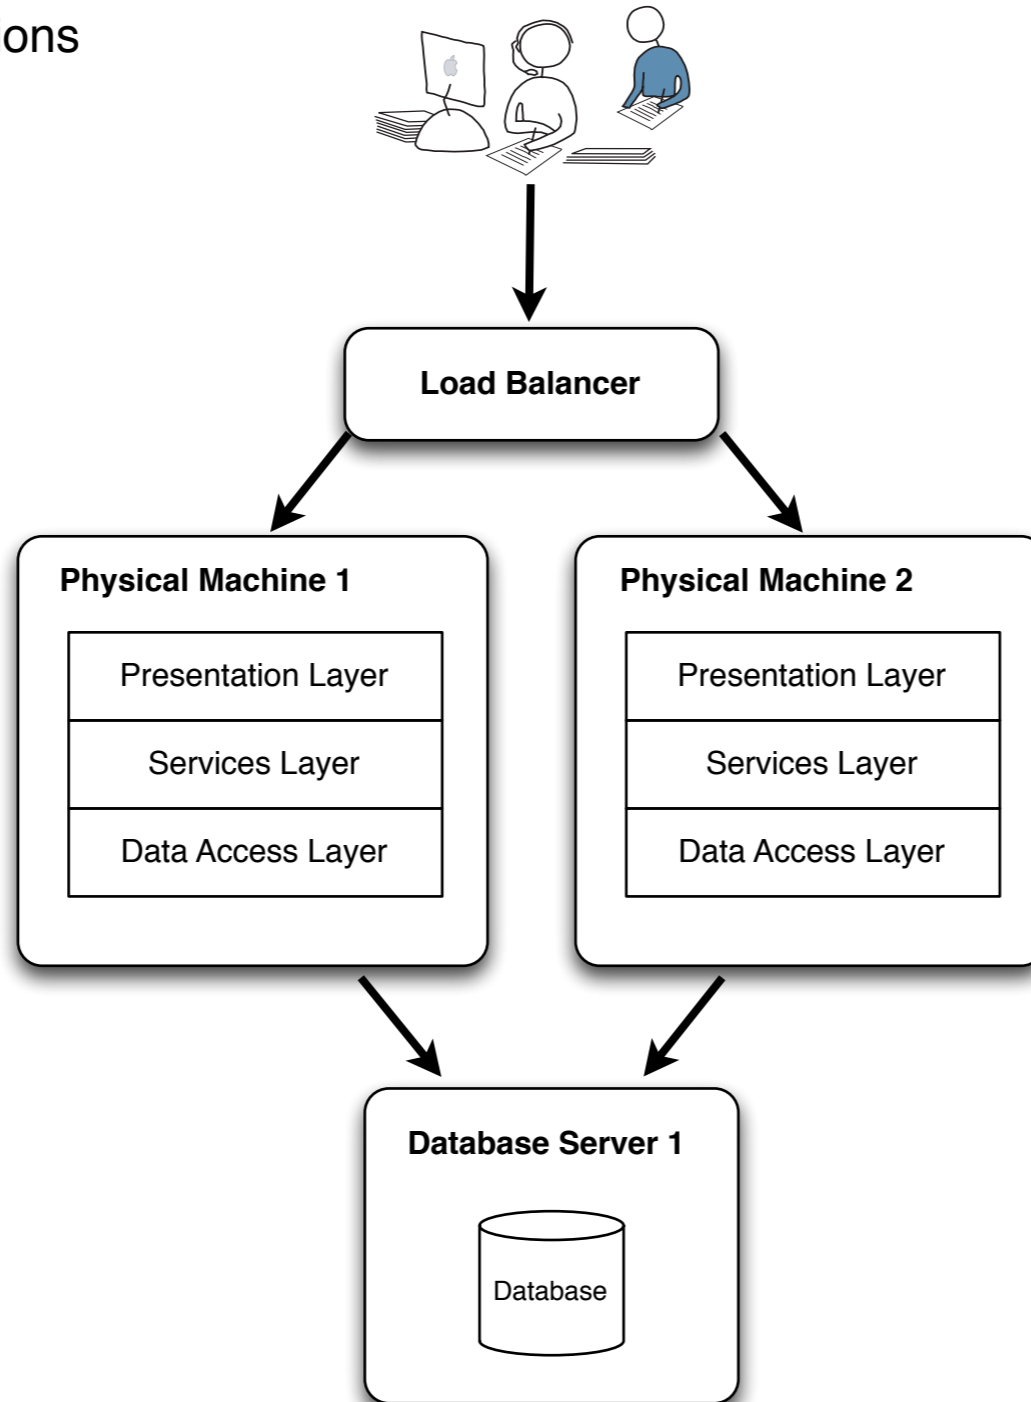 ions
Load Balancer
Physical Machine 1
Presentation Layer
Services Layer
Data Access Layer
Physical Machine 2
Presentation Layer
Services Layer
Data Access Layer
Database Server 1
Database